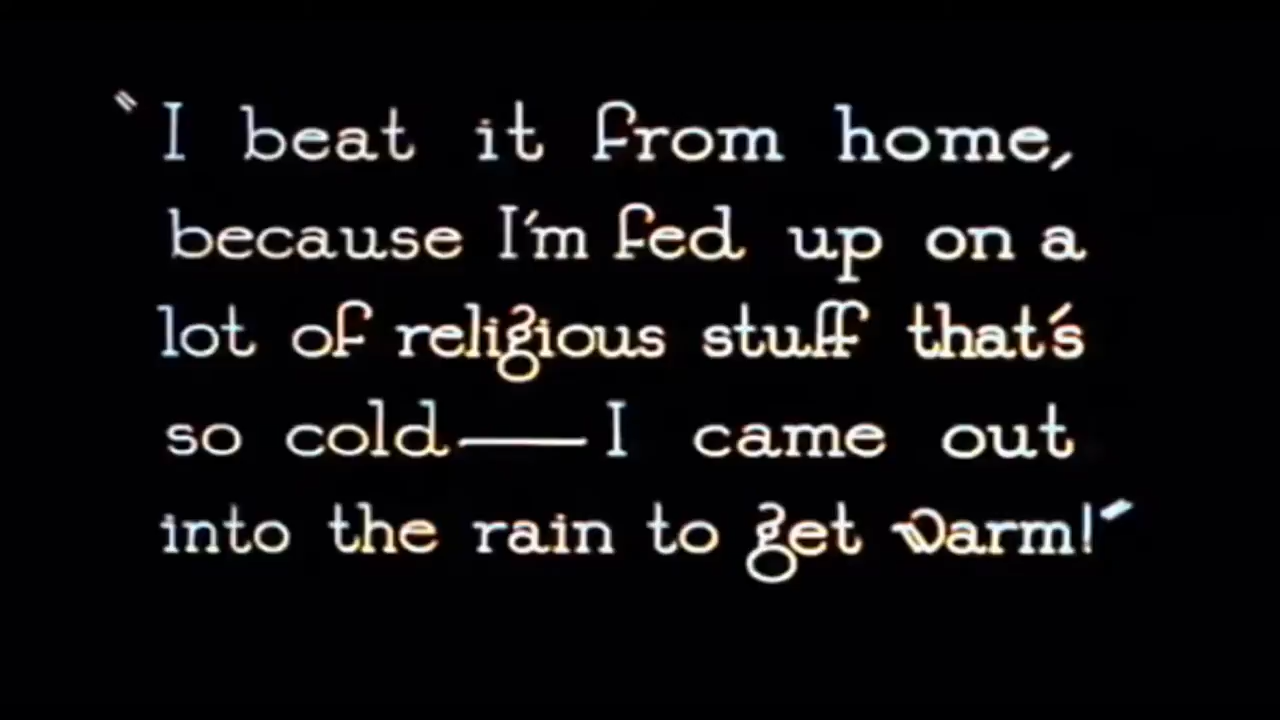 "I beat it from home,
because I'm fed up on a
lot of religious stuff that's
so cold—I came out
into the rain to get warm!"